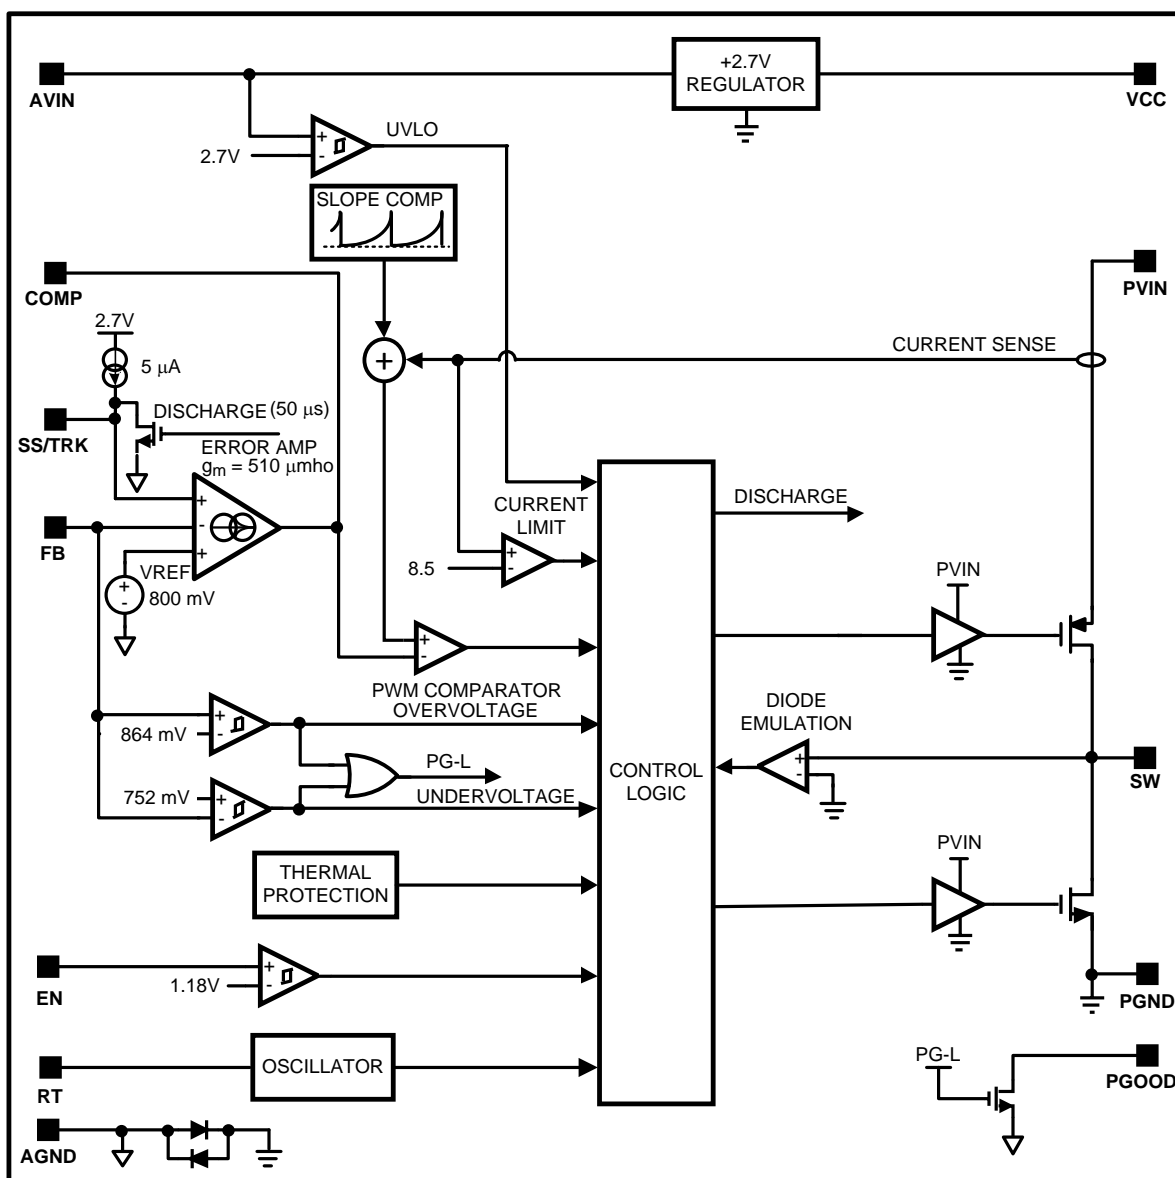 +2.7V
REGULATOR
AVIN
VCC
UVLO
+
-
2.7V
SLOPE COMP
COMP
PVIN
2.7V
CURRENT SENSE
+
5 μA
DISCHARGE (50 μs)
SS/TRK
ERROR AMP
gm = 510 μmho
+
-
+
FB
CURRENT
LIMIT
DISCHARGE
+
-
8.5
VREF
800 mV
+
-
PVIN
+
-
PWM COMPARATOR
OVERVOLTAGE
+
-
864 mV
DIODE
EMULATION
PG-L
+
-
SW
CONTROL
LOGIC
752 mV
+
-
UNDERVOLTAGE
PVIN
THERMAL
PROTECTION
EN
+
-
1.18V
PGND
RT
OSCILLATOR
PG-L
PGOOD
AGND